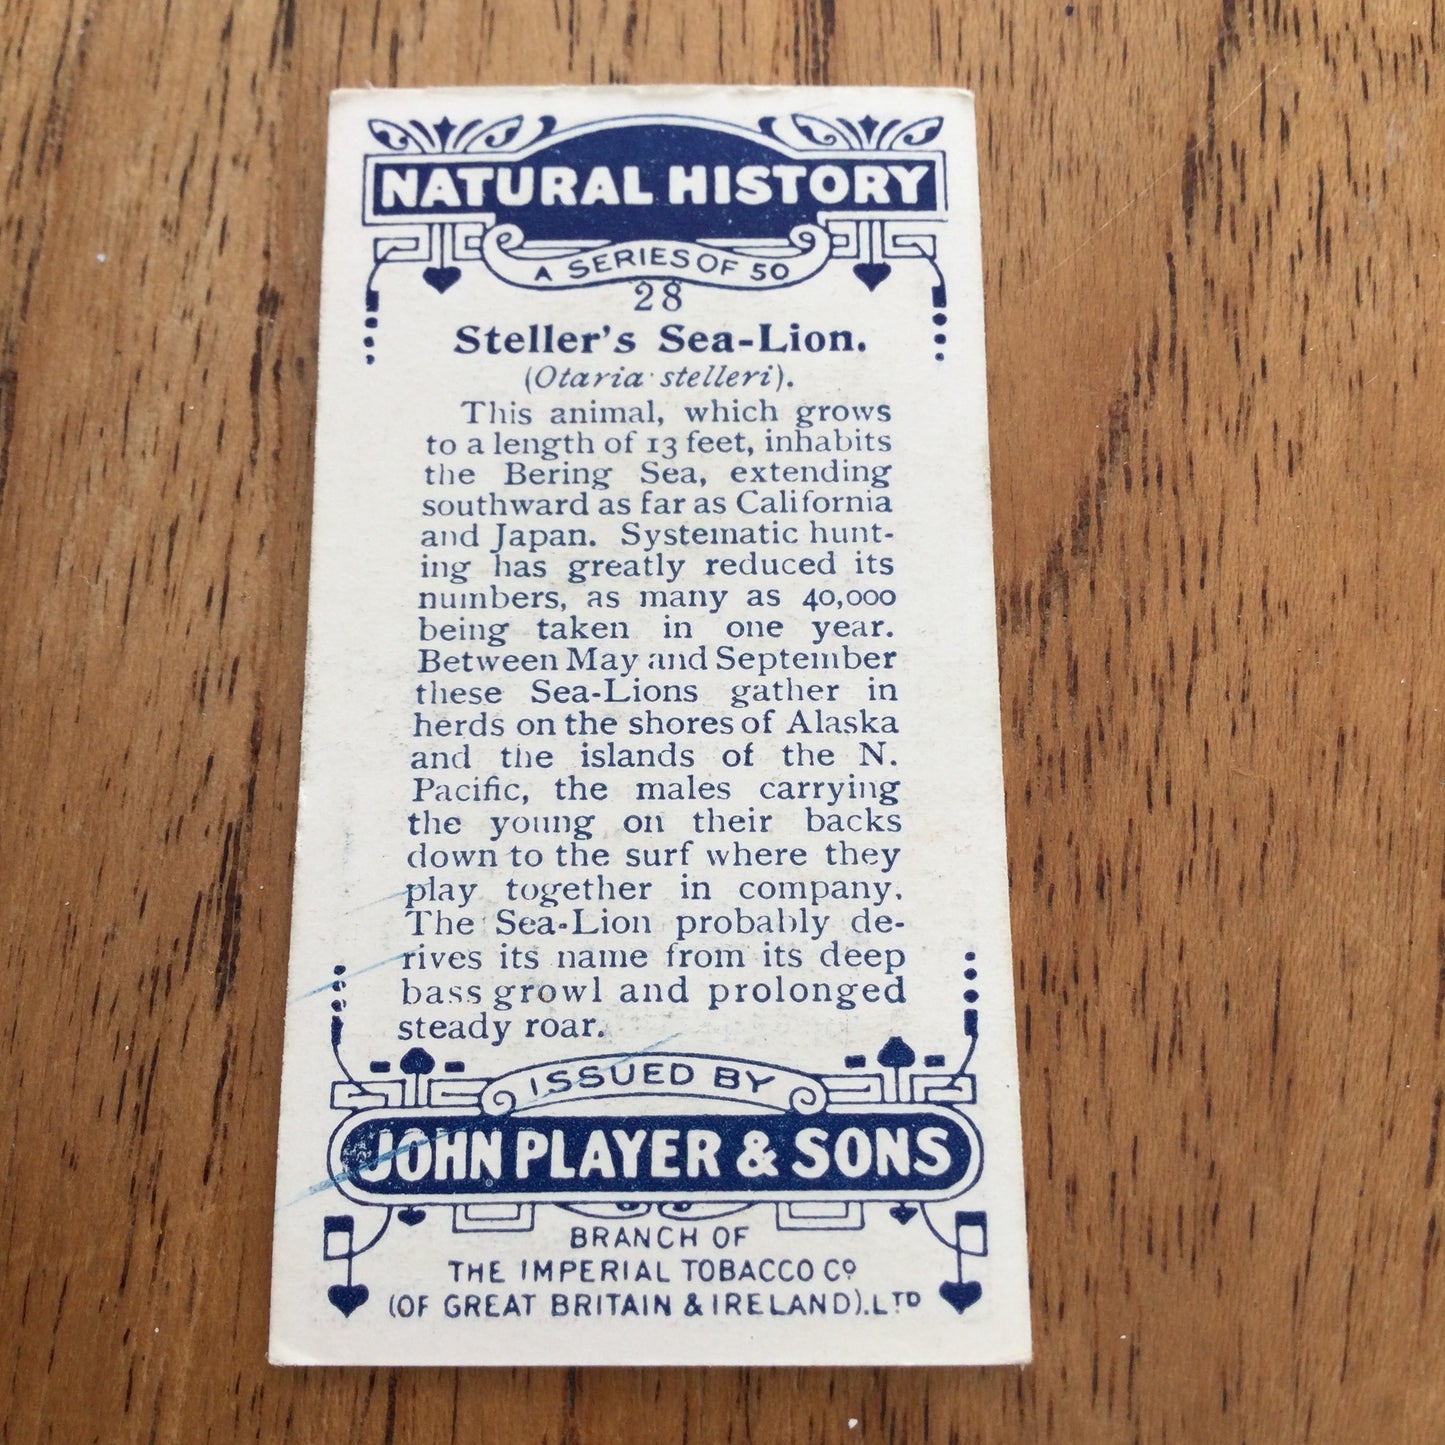 NATURAL HISTORY
A SERIES OF 50
28
Steller's Sea-Lion.
(Otaria stelleri).
This animal, which grows
to a length of 13 feet, inhabits
the Bering Sea, extending
southward as far as California
and Japan. Systematic hunt-
ing has greatly reduced its
numbers, as many as 40,000
being taken in one year.
Between May and September
these Sea-Lions gather in
herds on the shores of Alaska
and the islands of the N.
Pacific, the males carrying
the young on their backs
down to the surf where they
play together in company.
The Sea-Lion probably de-
rives its name from its deep
bass growl and prolonged
steady roar.
ISSUED BY
JOHN PLAYER & SONS
BRANCH OF
THE IMPERIAL TOBACCO Cº
(OF GREAT BRITAIN & IRELAND), LTD